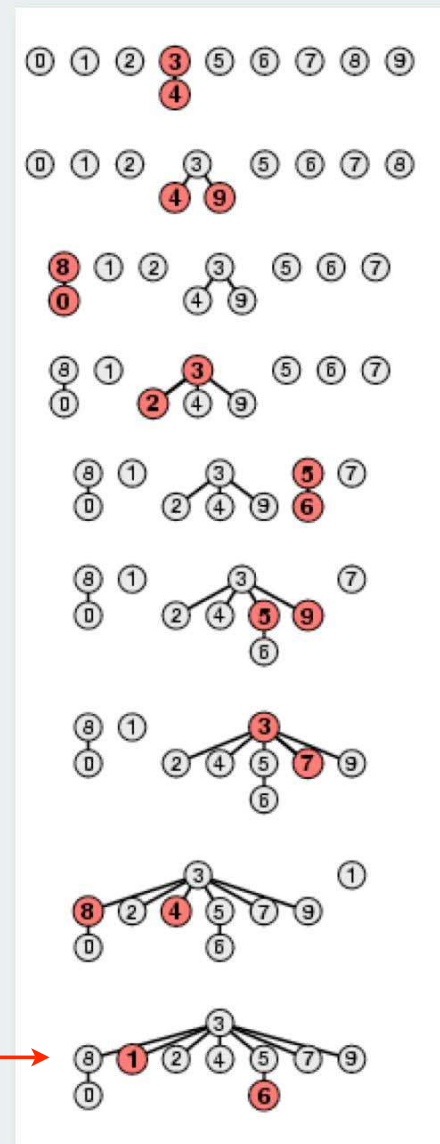 0 1 2 3 5 6 7 8 9
4
0 1 2 3 5 6 7 8
4 9
8 1 2 3 5 6 7
0 4 9
8 1 3 5 6 7
0 2 4 9
8 1 3 5 7
0 2 4 9 6
8 1 3 7
0 2 4 5 9
6
8 1 3
0 2 4 5 7 9
6
3 1
8 2 4 5 7 9
0 6
3
8 1 2 4 5 7 9
0 6